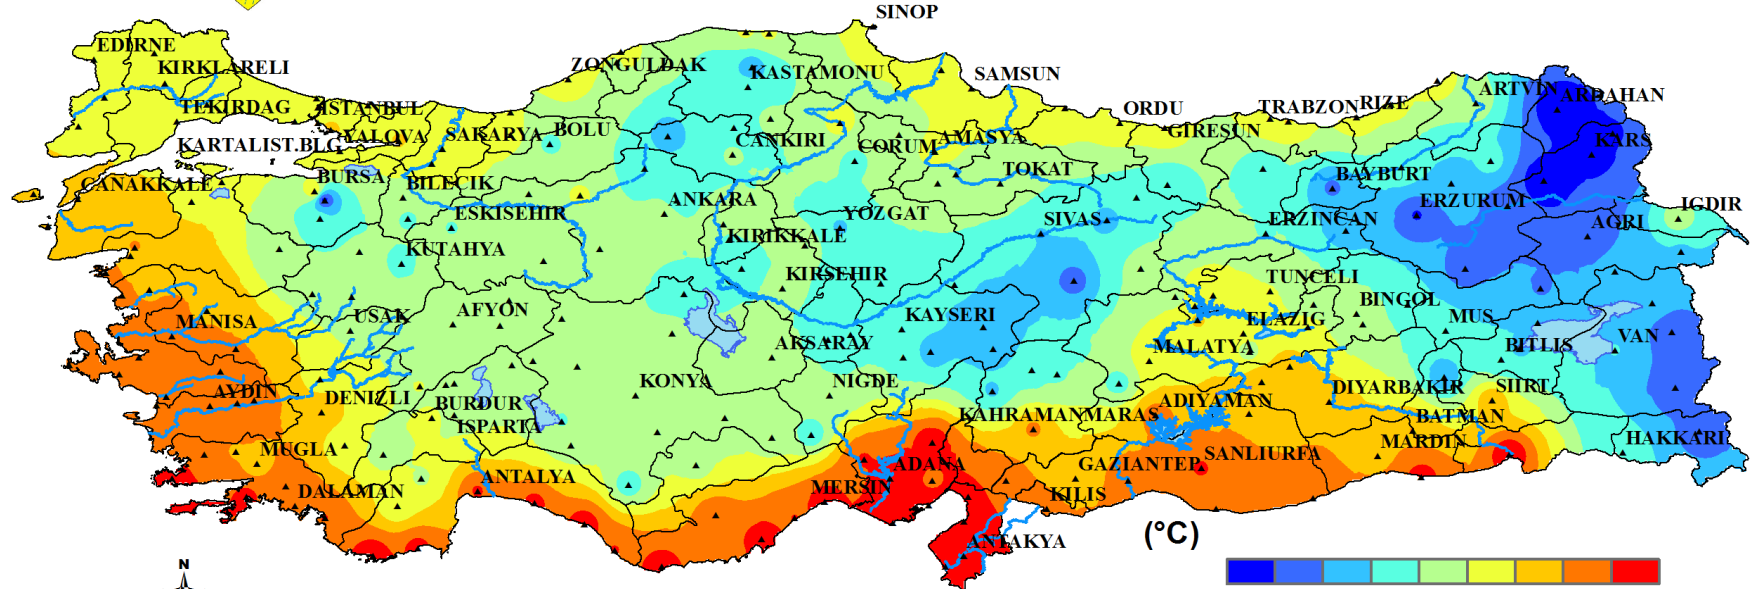 SINOP
EDIRNE
KIRKLARELI
ZONGULDAK
KASTAMONU
SAMSUN
ARTVIN
ARDAHAN
TEKIRDAG
ISTANBUL
ORDU
TRABZON
RIZE
KARTALIST.BLG
YALOVA
SAKARYA
BOLU
CANKIRI
CORUM
AMASYA
GIRESUN
KARS
CANAKKALE
BURSA
BILECIK
ANKARA
TOKAT
BAYBURT
ESKISEHIR
YOZGAT
SIVAS
ERZINCAN
ERZURUM
AGRI
IGDIR
KUTAHYA
KIRIKKALE
KIRSEHIR
TUNCELI
BINGOL
MANISA
USAK
AFYON
KAYSERI
ELAZIG
MUS
AKSARAY
MALATYA
BITLIS
VAN
AYDIN
DENIZLI
BURDUR
KONYA
NIGDE
DIYARBAKIR
SIIRT
ISPARTA
KAHRAMANMARAS
ADIYAMAN
BATMAN
MUGLA
MARDIN
HAKKARI
ANTALYA
ADANA
GAZIANTEP
SANLIURFA
DALAMAN
MERSIN
KILIS
ANTAKYA
(°C)
N